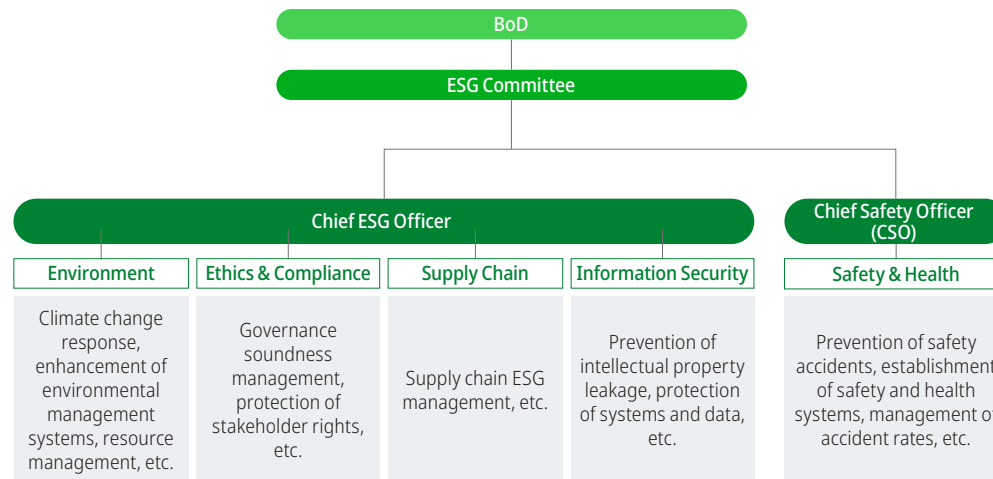 BoD
ESG Committee
Chief ESG Officer
Chief Safety Officer
(CSO)
Environment
Ethics & Compliance
Supply Chain
Information Security
Safety & Health
Climate change
response,
enhancement of
environmental
management
systems, resource
management, etc.
Governance
soundness
management,
protection of
stakeholder rights,
etc.
Supply chain ESG
management, etc.
Prevention of
intellectual property
leakage, protection
of systems and data,
etc.
Prevention of safety
accidents, establishment
of safety and health
systems, management of
accident rates, etc.